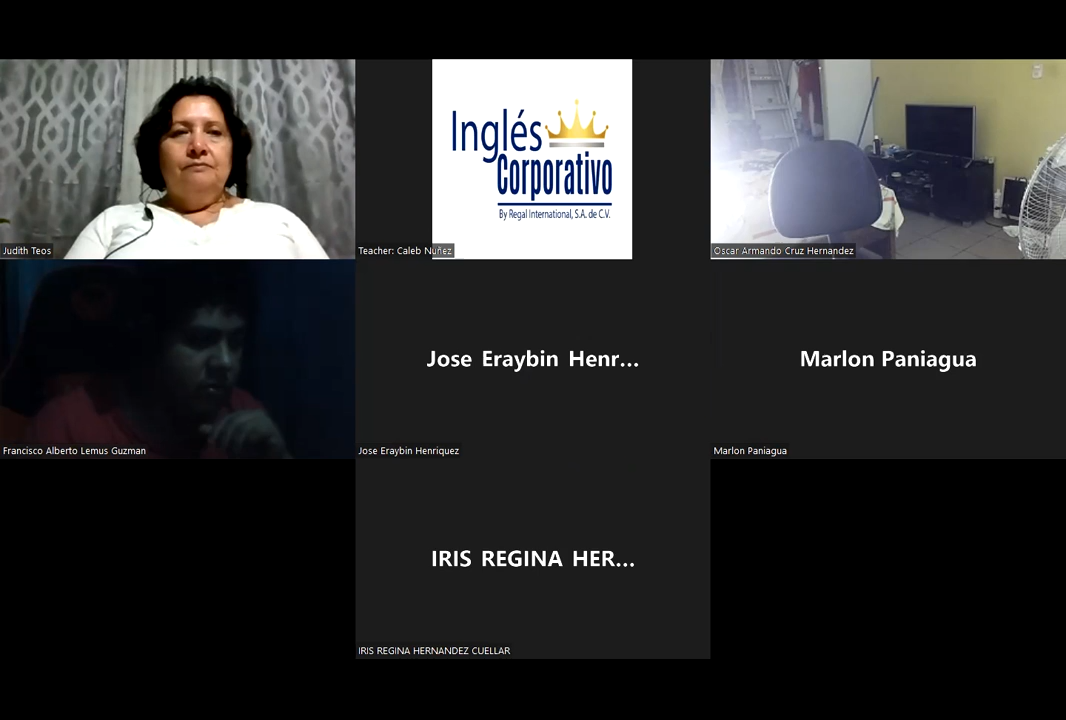 Inglés
Corporativo
By Regal International, S.A. de C.V.
Judith Teos
Teacher: Caleb Nuñez
Oscar Armando Cruz Hernandez
Jose Eraybin Henr...
Marlon Paniagua
Francisco Alberto Lemus Guzman
Jose Eraybin Henriquez
Marlon Paniagua
IRIS REGINA HER...
IRIS REGINA HERNANDEZ CUELLAR